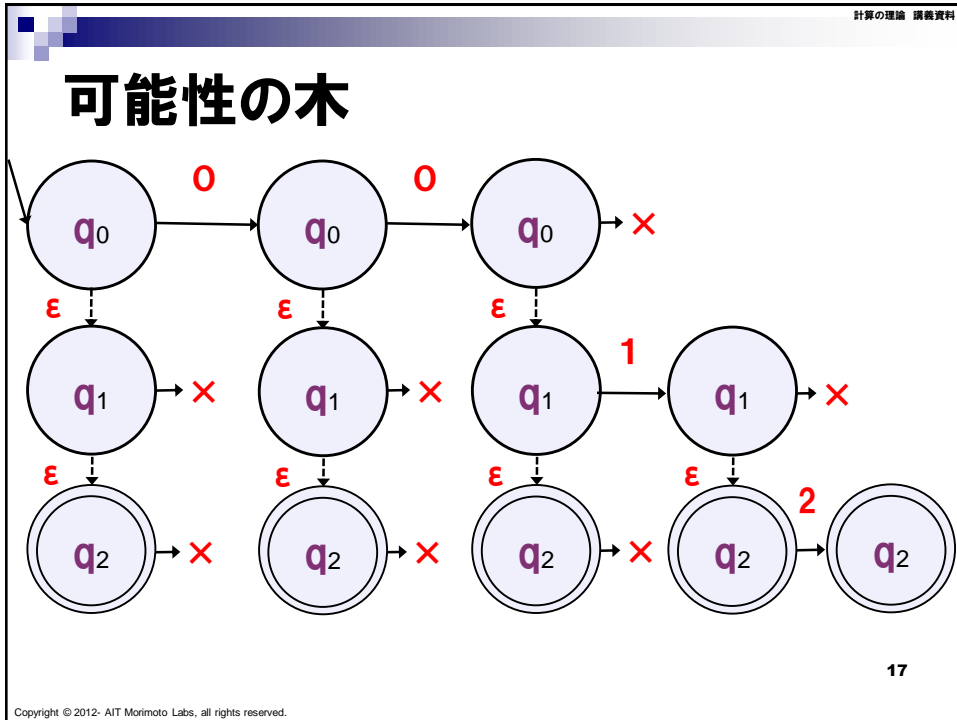 計算の理論 講義資料
可能性の木
0 0
q0 q0 q0 ×
ε ε ε
1
q1 × q1 × q1 q1 ×
ε ε ε ε
2
q2 × q2 × q2 × q2 q2
17
Copyright © 2012- AIT Morimoto Labs, all rights reserved.